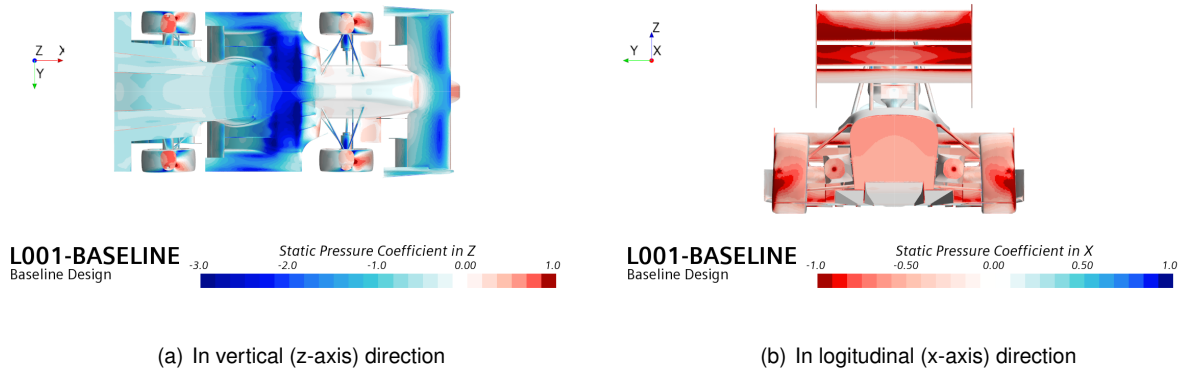 Z X
Y
L001-BASELINE
Baseline Design
Static Pressure Coefficient in Z
-3.0 -2.0 -1.0 0.00 1.0
(a) In vertical (z-axis) direction
Z
Y X
L001-BASELINE
Baseline Design
Static Pressure Coefficient in X
-1.0 -0.50 0.00 0.50 1.0
(b) In logitudinal (x-axis) direction